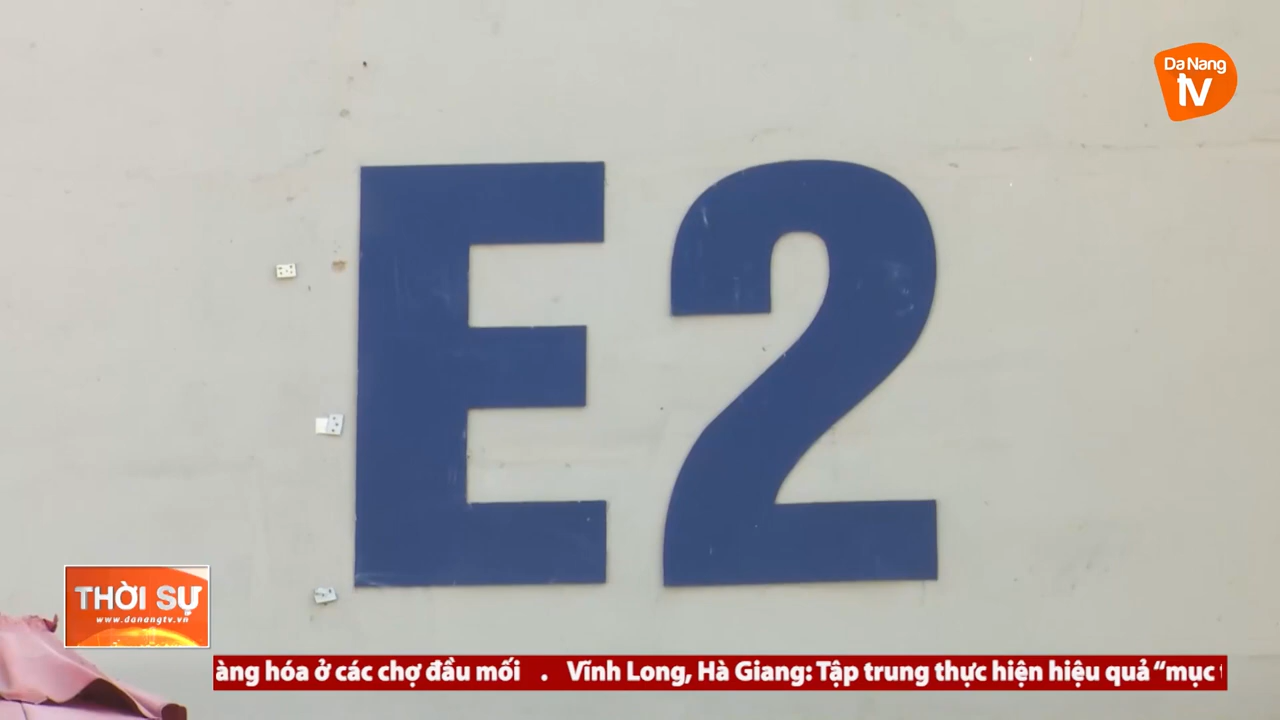 Da Nang
tv
E2
THỜI SỰ
www.danangtv.vn
àng hóa ở các chợ đầu mối . Vĩnh Long, Hà Giang: Tập trung thực hiện hiệu quả “mục